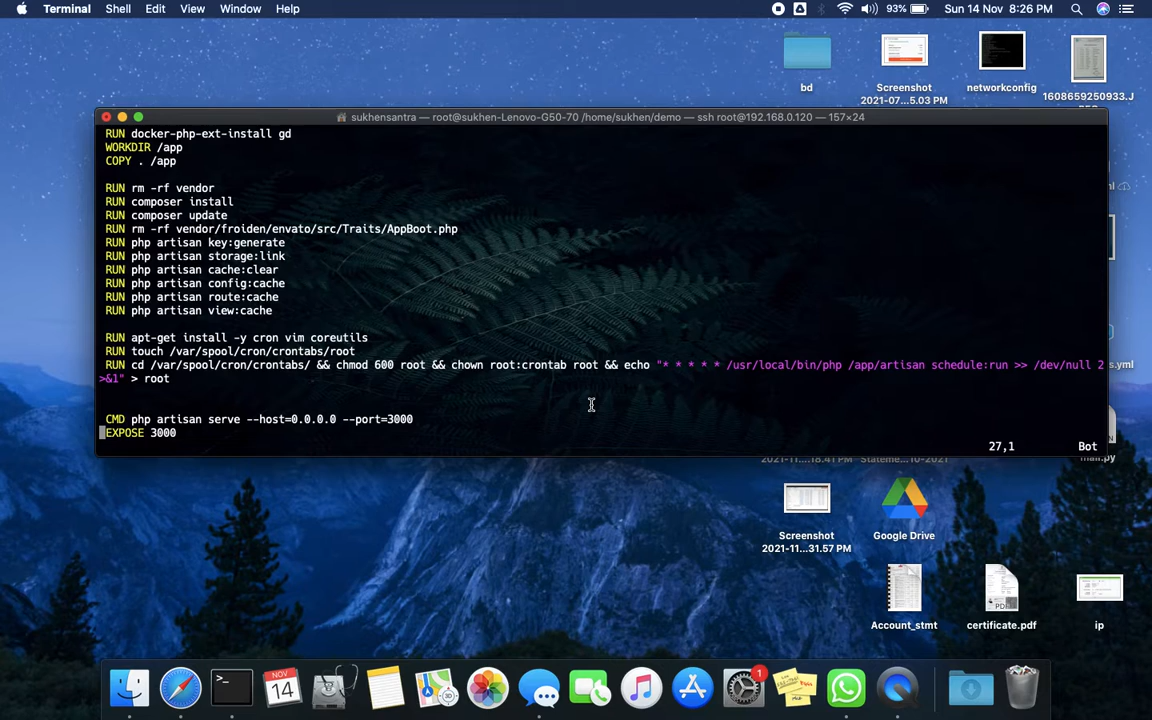 Terminal Shell Edit View Window Help 93% Sun 14 Nov 8:26 PM
bd
Screenshot
2021-07...5.03 PM
networkconfig
1608659250933.J
sukhensantra — root@sukhen-Lenovo-G50-70 /home/sukhen/demo — ssh root@192.168.0.120 — 157×24
RUN docker-php-ext-install gd
WORKDIR /app
COPY . /app
RUN rm -rf vendor
RUN composer install
RUN composer update
RUN rm -rf vendor/froiden/envato/src/Traits/AppBoot.php
RUN php artisan key:generate
RUN php artisan storage:link
RUN php artisan cache:clear
RUN php artisan config:cache
RUN php artisan route:cache
RUN php artisan view:cache
RUN apt-get install -y cron vim coreutils
RUN touch /var/spool/cron/crontabs/root
RUN cd /var/spool/cron/crontabs/ && chmod 600 root && chown root:crontab root && echo "* * * * * /usr/local/bin/php /app/artisan schedule:run >> /dev/null 2
>&1" > root
CMD php artisan serve --host=0.0.0.0 --port=3000
EXPOSE 3000
27,1 Bot
s.yml
Screenshot
2021-11...31.57 PM
Google Drive
Account_stmt
certificate.pdf
ip
PDF
NOV
14
3D
1